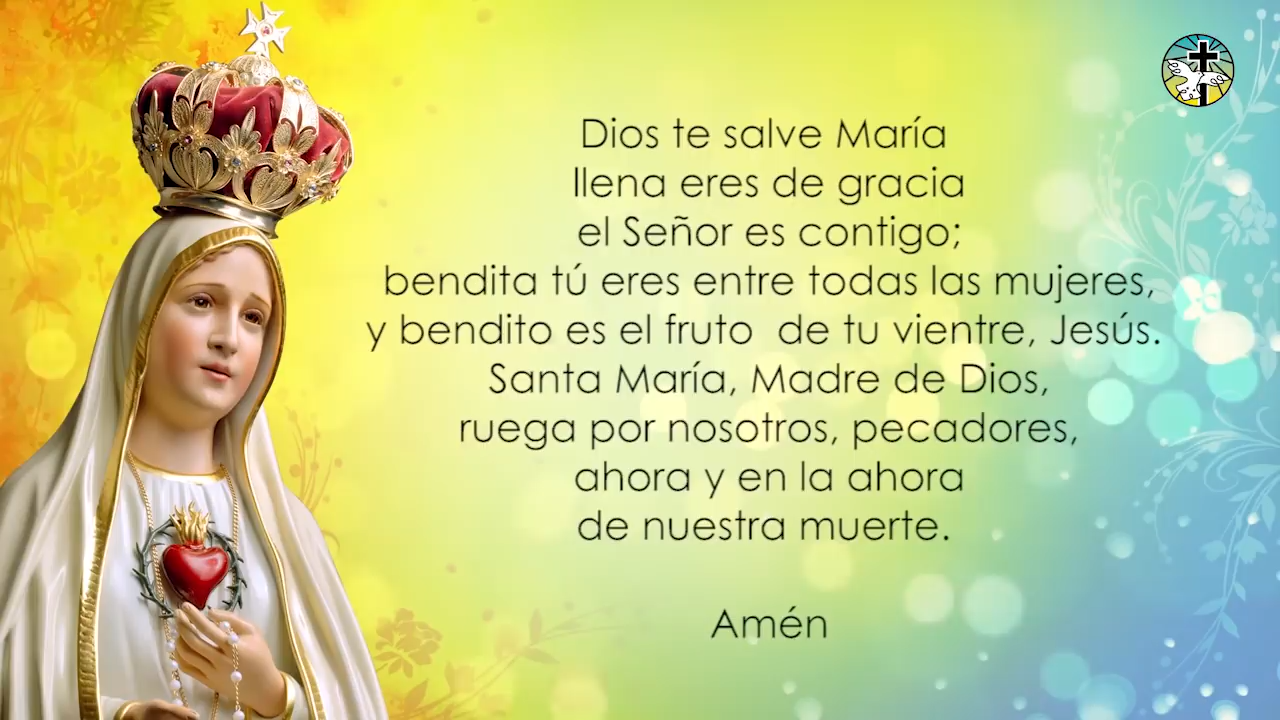 Dios te salve María
llena eres de gracia
el Señor es contigo;
bendita tú eres entre todas las mujeres,
y bendito es el fruto  de tu vientre, Jesús.
Santa María, Madre de Dios,
ruega por nosotros, pecadores,
ahora y en la ahora
de nuestra muerte.
Amén